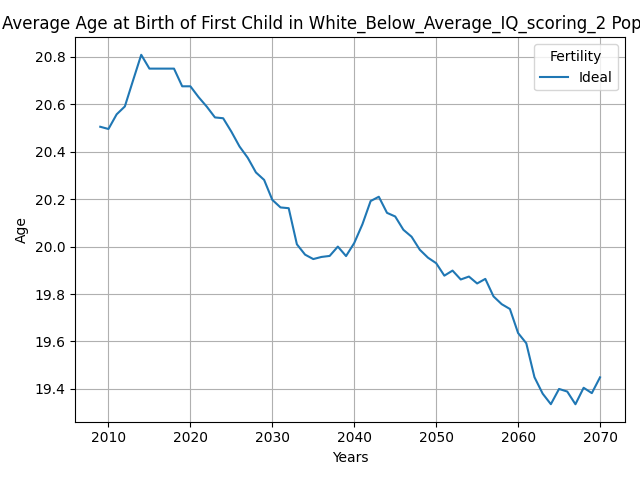 Average Age at Birth of First Child in White_Below_Average_IQ_scoring_2 Pop
20.8
20.6
20.4
20.2
20.0
19.8
19.6
19.4
Age
Fertility
Ideal
2010 2020 2030 2040 2050 2060 2070
Years